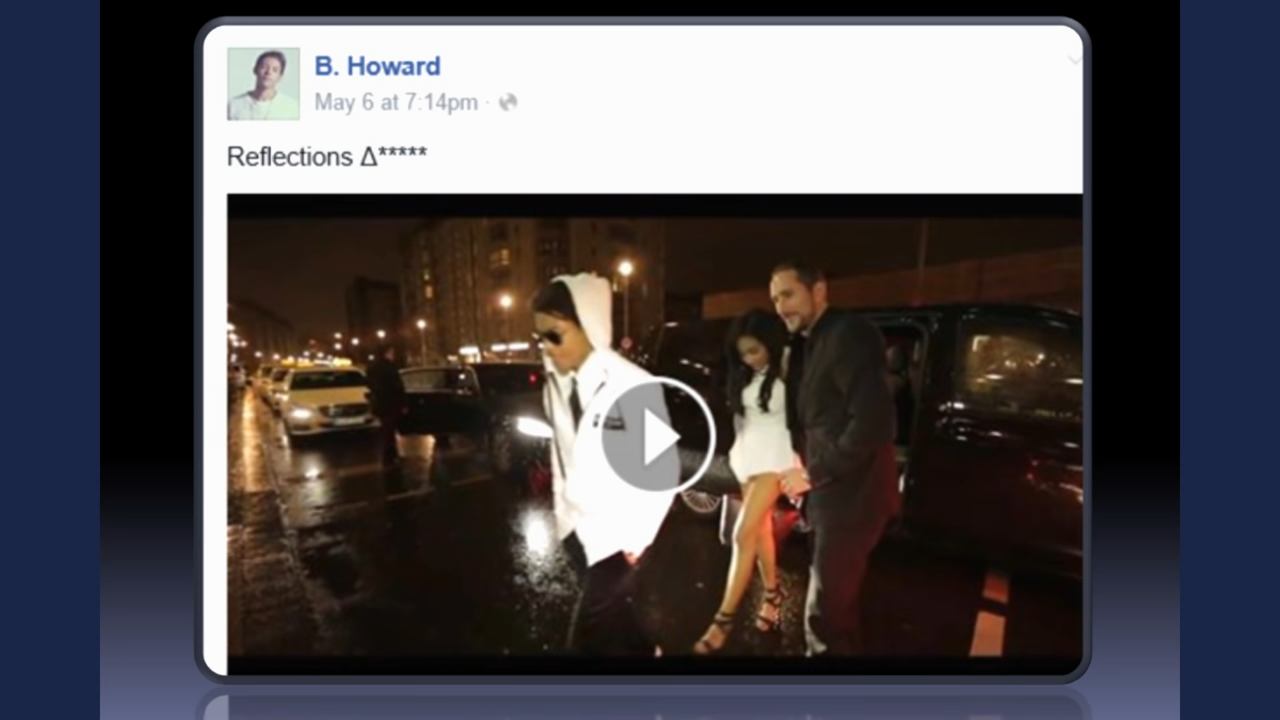 B. Howard
May 6 at 7:14pm ·
Reflections Δ*****